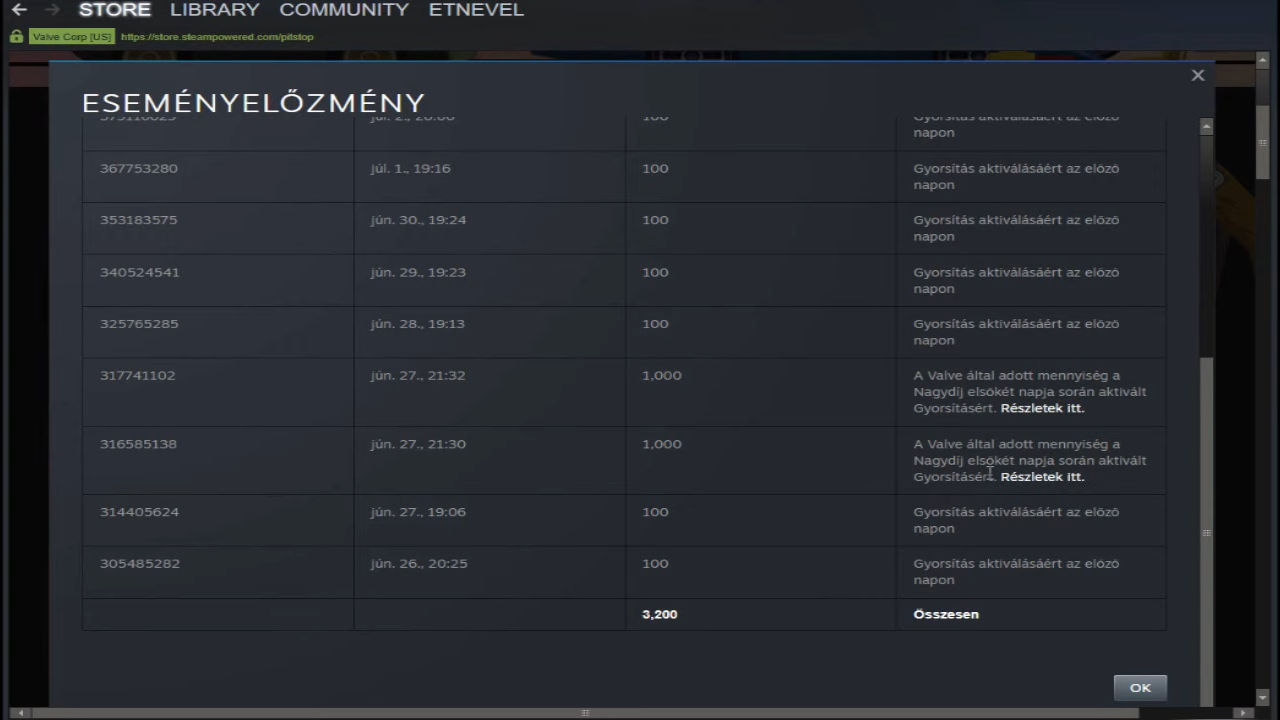 STORE LIBRARY COMMUNITY ETNEVEL
Valve Corp [US] https://store.steampowered.com/pitstop
ESEMÉNYELŐZMÉNY
100 Gyorsítás aktiválásáért az előző
napon
367753280 júl. 1., 19:16 100 Gyorsítás aktiválásáért az előző
napon
353183575 jún. 30., 19:24 100 Gyorsítás aktiválásáért az előző
napon
340524541 jún. 29., 19:23 100 Gyorsítás aktiválásáért az előző
napon
325765285 jún. 28., 19:13 100 Gyorsítás aktiválásáért az előző
napon
317741102 jún. 27., 21:32 1,000 A Valve által adott mennyiség a
Nagydíj elsőkét napja során aktivált
Gyorsításért. Részletek itt.
316585138 jún. 27., 21:30 1,000 A Valve által adott mennyiség a
Nagydíj elsőkét napja során aktivált
Gyorsításért. Részletek itt.
314405624 jún. 27., 19:06 100 Gyorsítás aktiválásáért az előző
napon
305485282 jún. 26., 20:25 100 Gyorsítás aktiválásáért az előző
napon
3,200 Összesen
OK